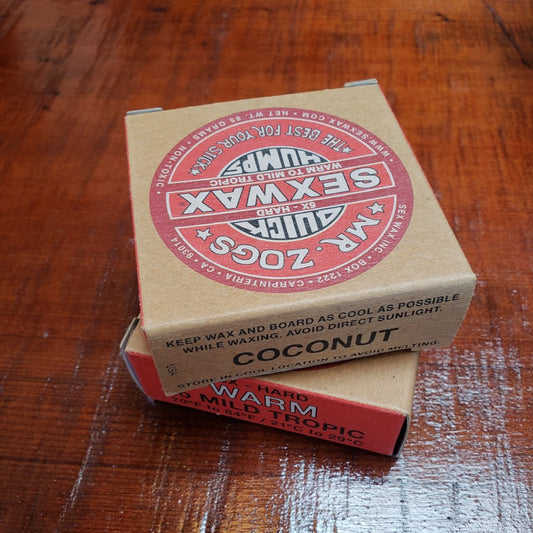 MR. ZOGS
QUICK
5X - HARD
SEXWAX
WARM TO MILD TROPIC
HUMPS
★ THE BEST FOR YOUR STICK ★
SEX WAX INC. • BOX 1222 • CARPINTERIA • CA • 93014 • NON-TOXIC • NET WT. 85 GRAMS • WWW.SEXWAX.COM •
KEEP WAX AND BOARD AS COOL AS POSSIBLE
WHILE WAXING. AVOID DIRECT SUNLIGHT.
COCONUT
STORE IN COOL LOCATION TO AVOID MELTING.
X - HARD
WARM
O MILD TROPIC
70°F to 84°F / 21°C to 29°C